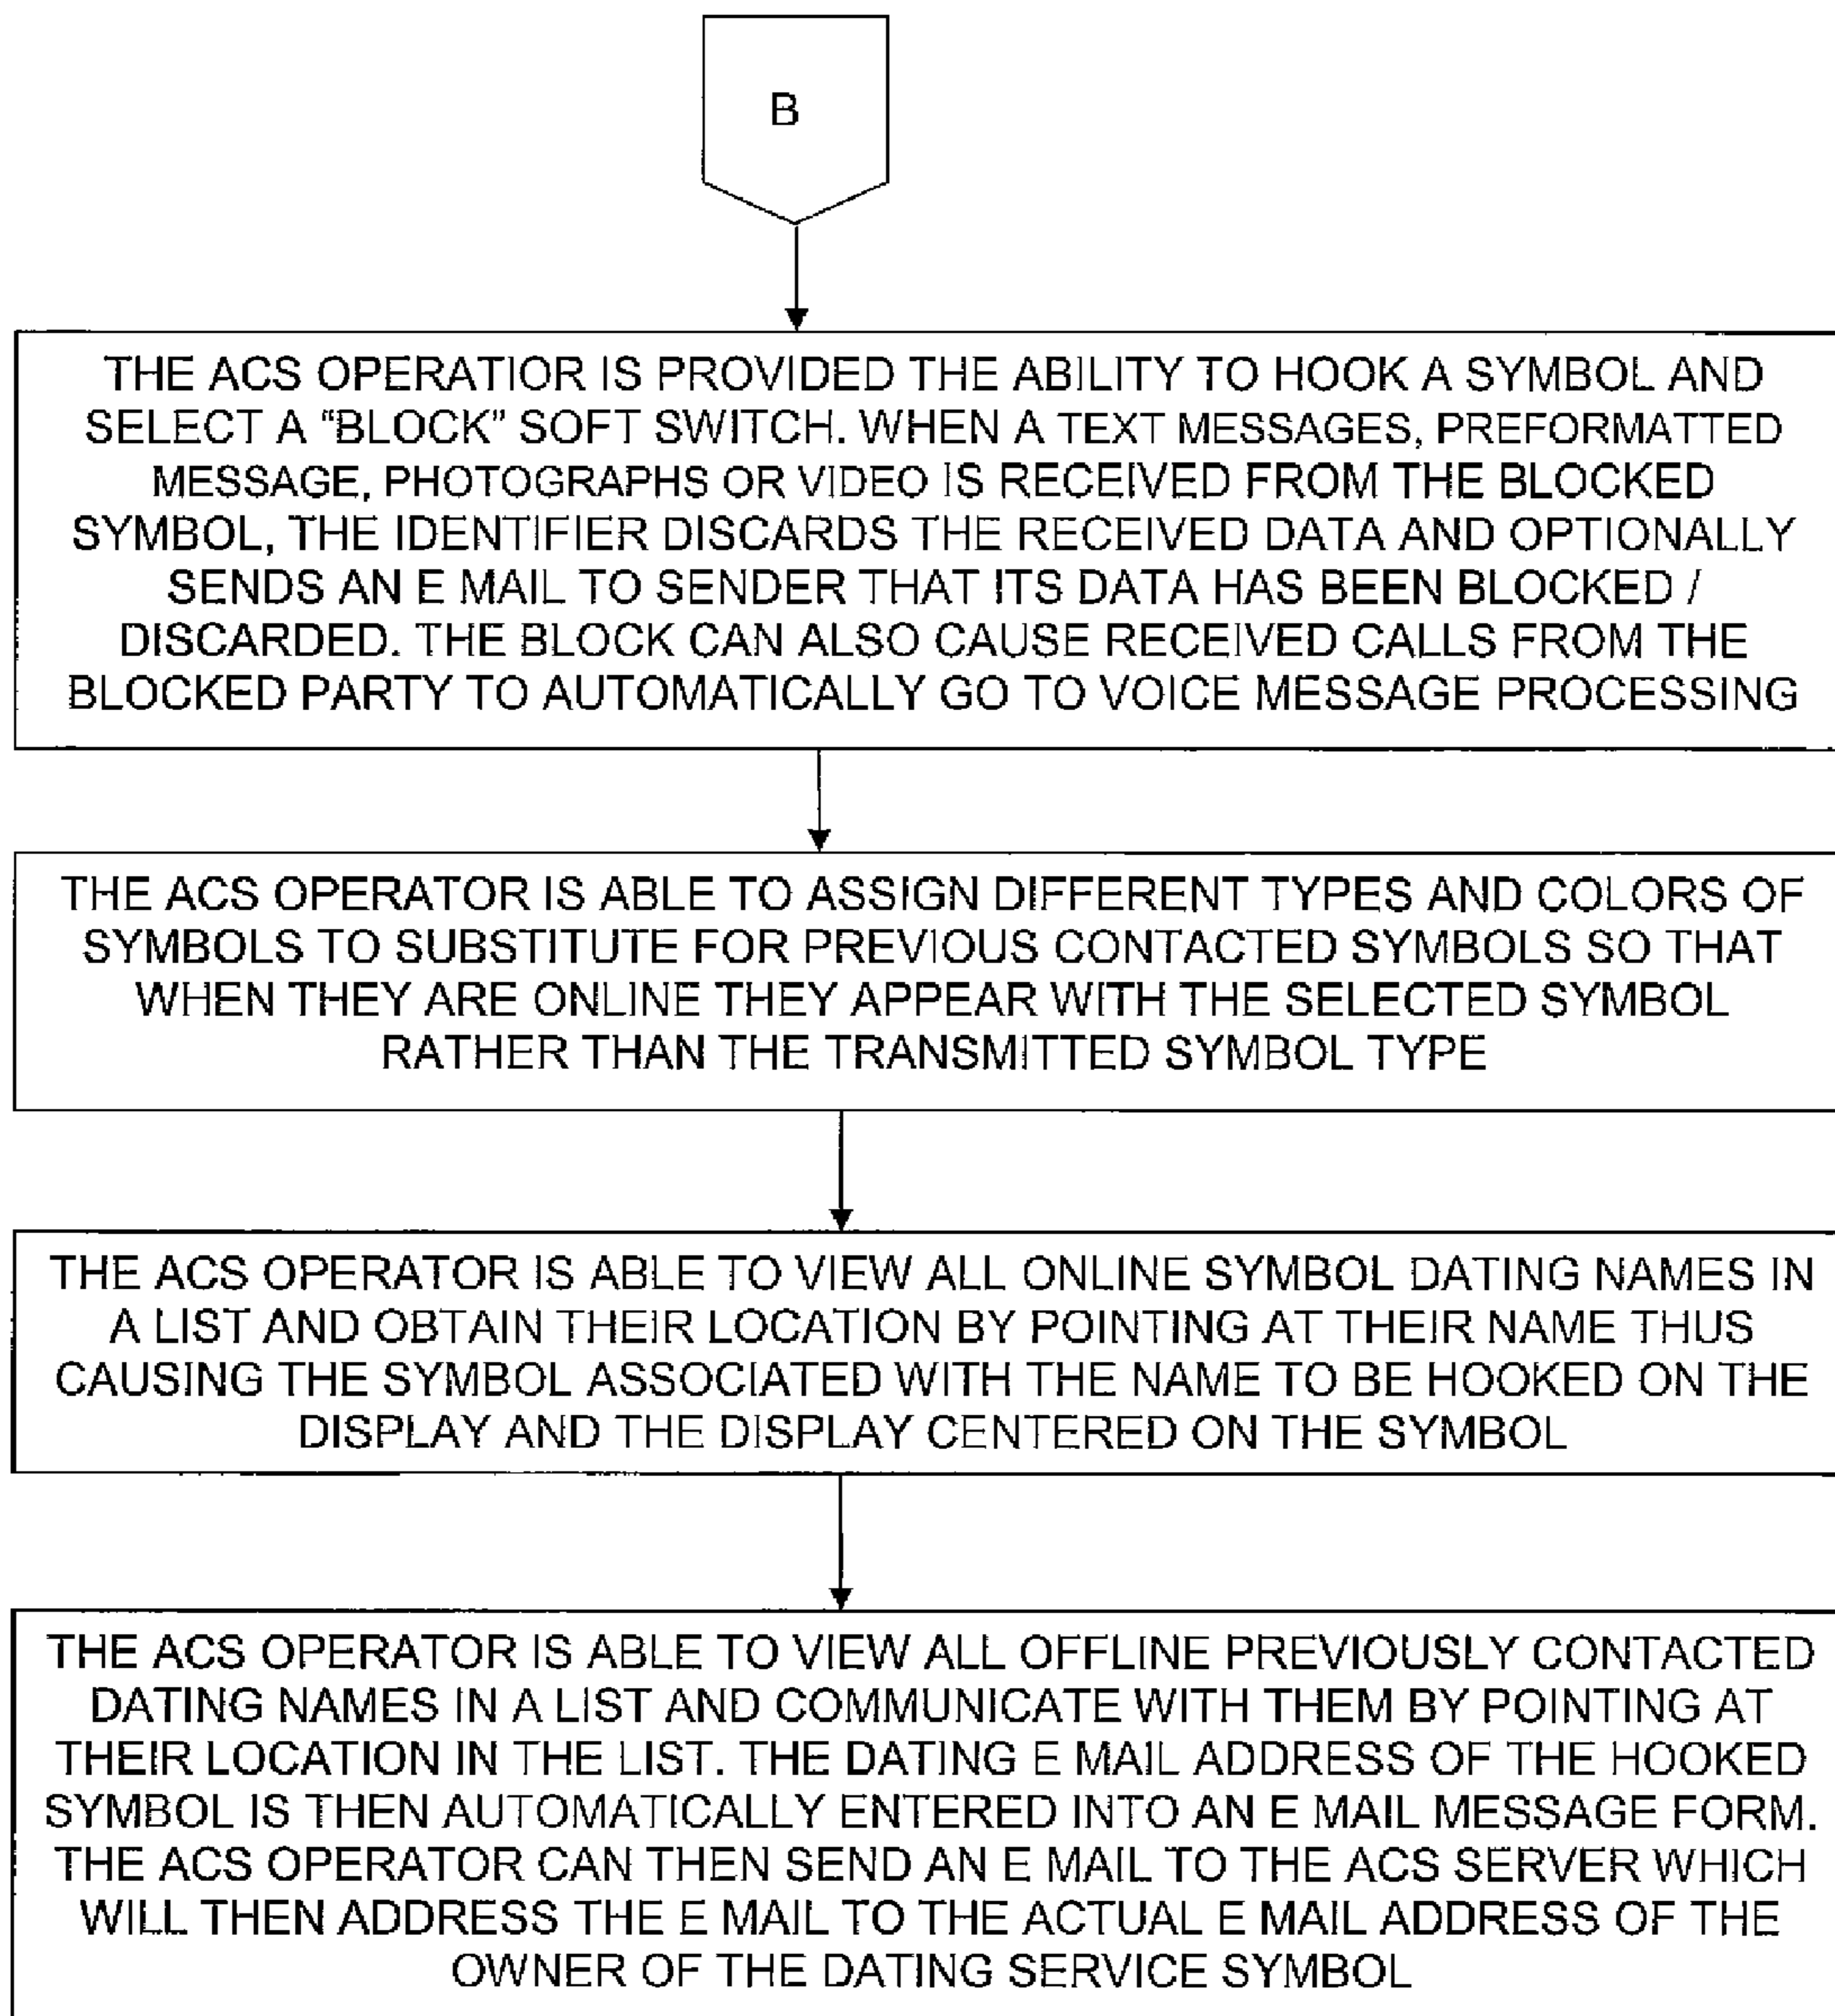 B
THE ACS OPERATIOR IS PROVIDED THE ABILITY TO HOOK A SYMBOL AND
SELECT A “BLOCK” SOFT SWITCH. WHEN A TEXT MESSAGES, PREFORMATTED
MESSAGE, PHOTOGRAPHS OR VIDEO IS RECEIVED FROM THE BLOCKED
SYMBOL, THE IDENTIFIER DISCARDS THE RECEIVED DATA AND OPTIONALLY
SENDS AN E MAIL TO SENDER THAT ITS DATA HAS BEEN BLOCKED /
DISCARDED. THE BLOCK CAN ALSO CAUSE RECEIVED CALLS FROM THE
BLOCKED PARTY TO AUTOMATICALLY GO TO VOICE MESSAGE PROCESSING
THE ACS OPERATOR IS ABLE TO ASSIGN DIFFERENT TYPES AND COLORS OF
SYMBOLS TO SUBSTITUTE FOR PREVIOUS CONTACTED SYMBOLS SO THAT
WHEN THEY ARE ONLINE THEY APPEAR WITH THE SELECTED SYMBOL
RATHER THAN THE TRANSMITTED SYMBOL TYPE
THE ACS OPERATOR IS ABLE TO VIEW ALL ONLINE SYMBOL DATING NAMES IN
A LIST AND OBTAIN THEIR LOCATION BY POINTING AT THEIR NAME THUS
CAUSING THE SYMBOL ASSOCIATED WITH THE NAME TO BE HOOKED ON THE
DISPLAY AND THE DISPLAY CENTERED ON THE SYMBOL
THE ACS OPERATOR IS ABLE TO VIEW ALL OFFLINE PREVIOUSLY CONTACTED
DATING NAMES IN A LIST AND COMMUNICATE WITH THEM BY POINTING AT
THEIR LOCATION IN THE LIST. THE DATING E MAIL ADDRESS OF THE HOOKED
SYMBOL IS THEN AUTOMATICALLY ENTERED INTO AN E MAIL MESSAGE FORM.
THE ACS OPERATOR CAN THEN SEND AN E MAIL TO THE ACS SERVER WHICH
WILL THEN ADDRESS THE E MAIL TO THE ACTUAL E MAIL ADDRESS OF THE
OWNER OF THE DATING SERVICE SYMBOL